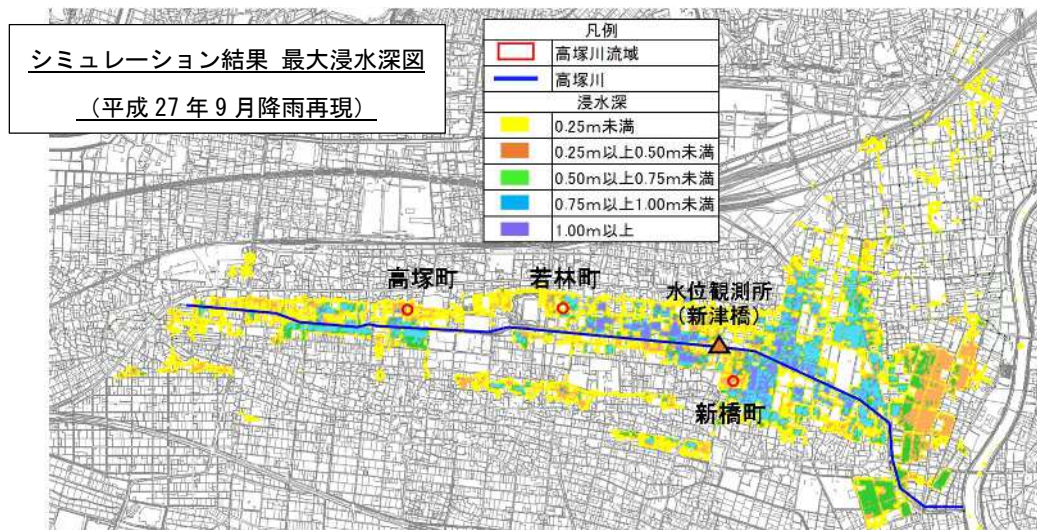 シミュレーション結果 最大浸水深図
（平成 27 年 9 月降雨再現）
凡例
高塚川流域
高塚川
浸水深
0.25m未満
0.25m以上0.50m未満
0.50m以上0.75m未満
0.75m以上1.00m未満
1.00m以上
高塚町
若林町
水位観測所
（新津橋）
新橋町